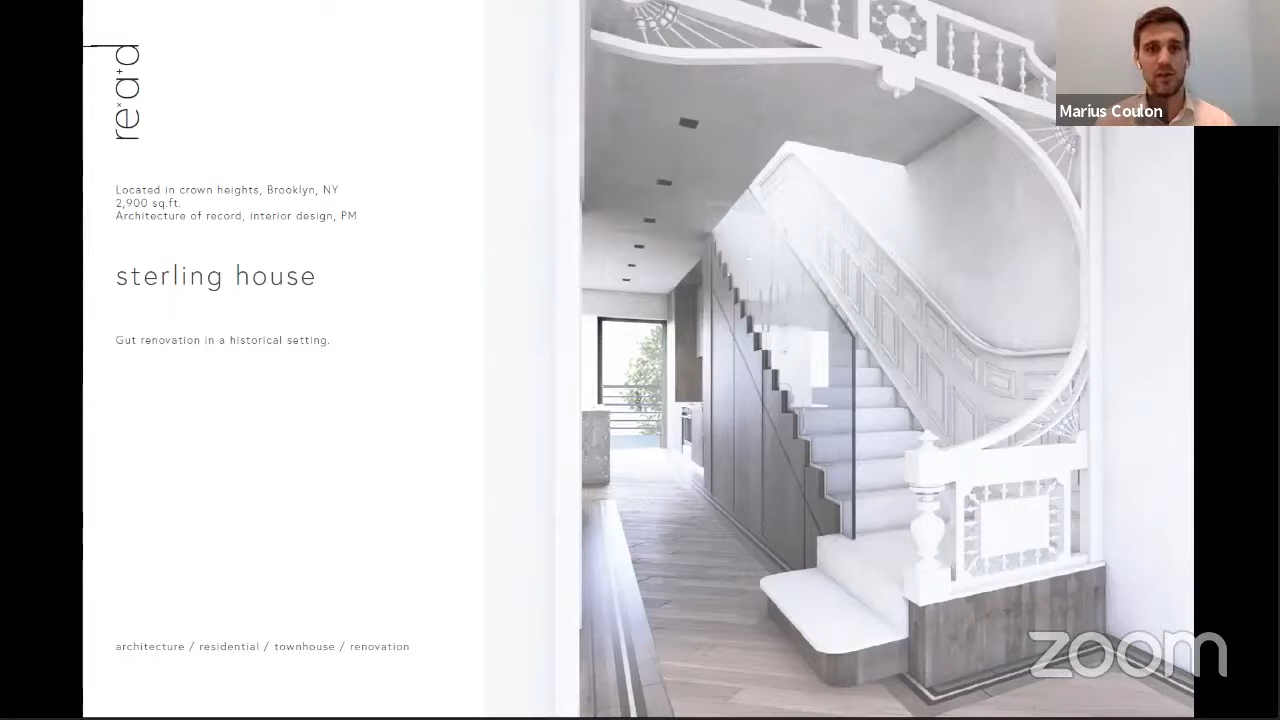 re*a+d
Located in crown heights, Brooklyn, NY
2,900 sq.ft.
Architecture of record, interior design, PM
sterling house
Gut renovation in a historical setting.
architecture / residential / townhouse / renovation
Marius Coulon
zoom